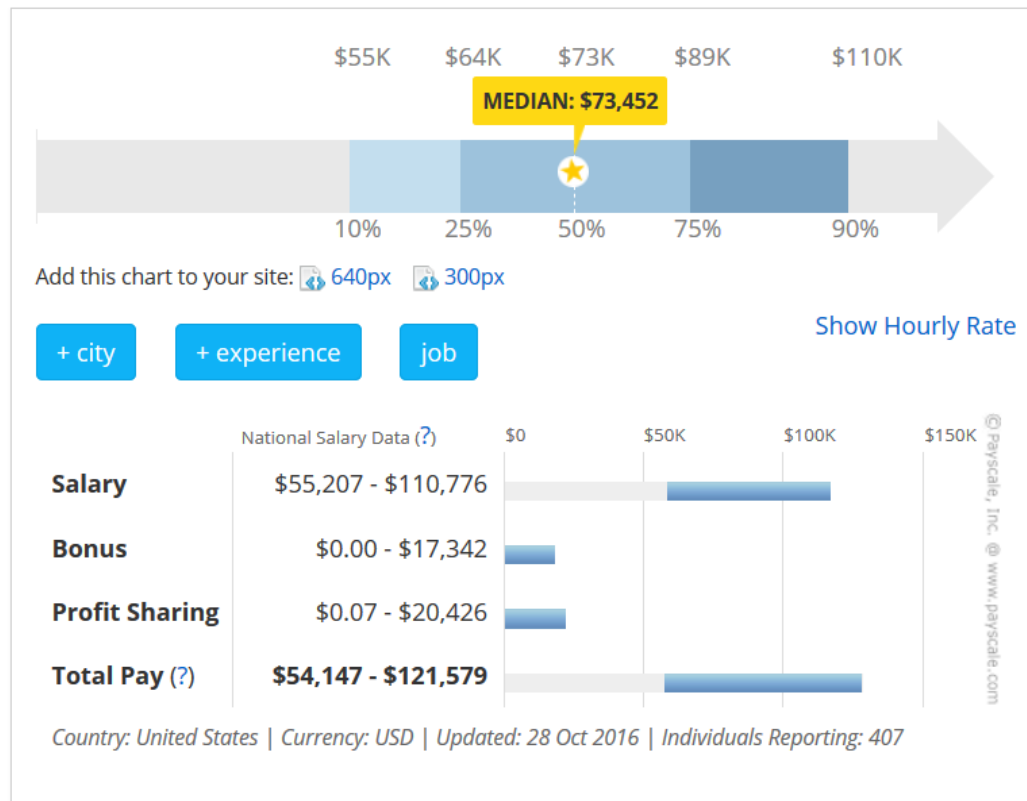 $55K $64K $73K $89K $110K
MEDIAN: $73,452
10% 25% 50% 75% 90%
Add this chart to your site: 640px 300px
Show Hourly Rate
+ city + experience job
National Salary Data (?) $0 $50K $100K $150K
Salary $55,207 - $110,776
Bonus $0.00 - $17,342
Profit Sharing $0.07 - $20,426
Total Pay (?) $54,147 - $121,579
© Payscale, Inc. @ www.payscale.com
Country: United States | Currency: USD | Updated: 28 Oct 2016 | Individuals Reporting: 407